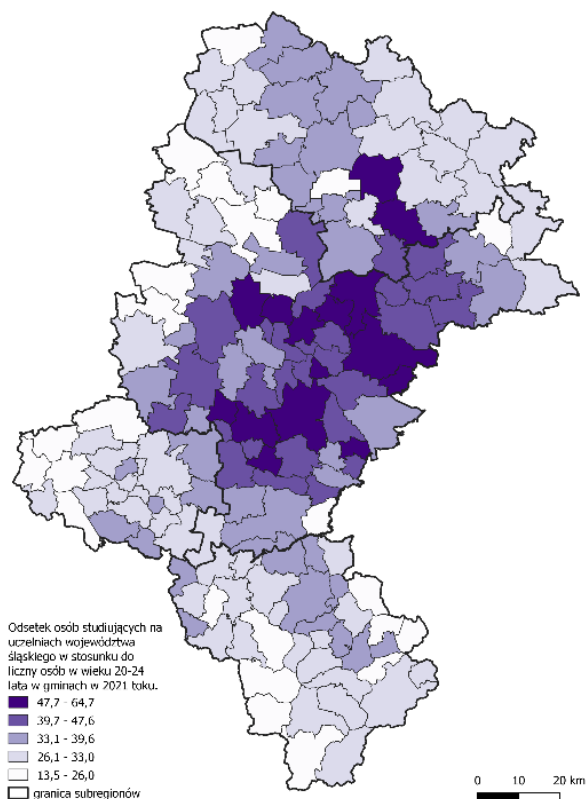 Odsetek osób studiujących na
uczelniach województwa
śląskiego w stosunku do
liczny osób w wieku 20-24
lata w gminach w 2021 toku.
47,7 - 64,7
39,7 - 47,6
33,1 - 39,6
26,1 - 33,0
13,5 - 26,0
granica subregionów
0 10 20 km